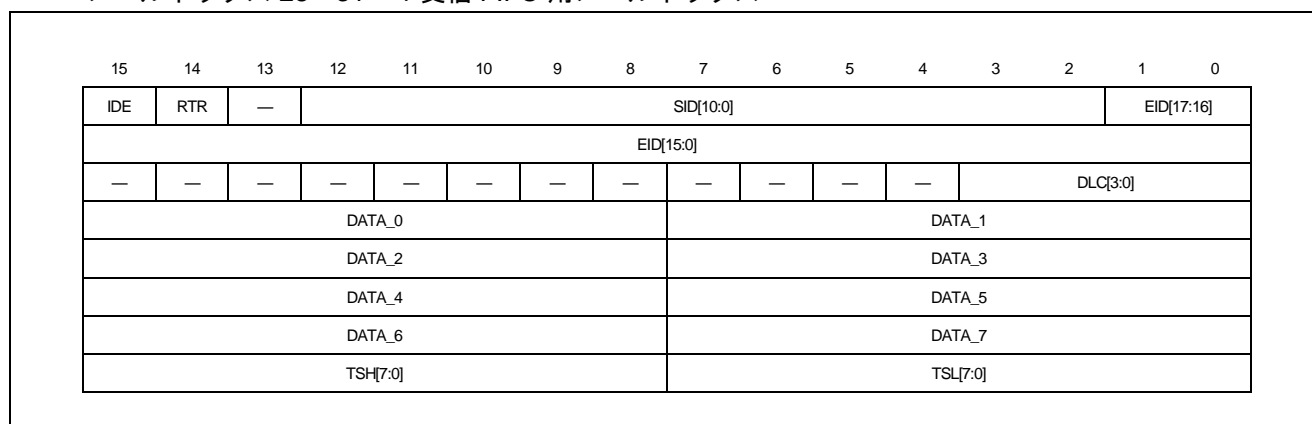 15 14 13 12 11 10 9 8 7 6 5 4 3 2 1 0
IDE RTR — SID[10:0] EID[17:16]
EID[15:0]
— — — — — — — — — — — — DLC[3:0]
DATA_0 DATA_1
DATA_2 DATA_3
DATA_4 DATA_5
DATA_6 DATA_7
TSH[7:0] TSL[7:0]